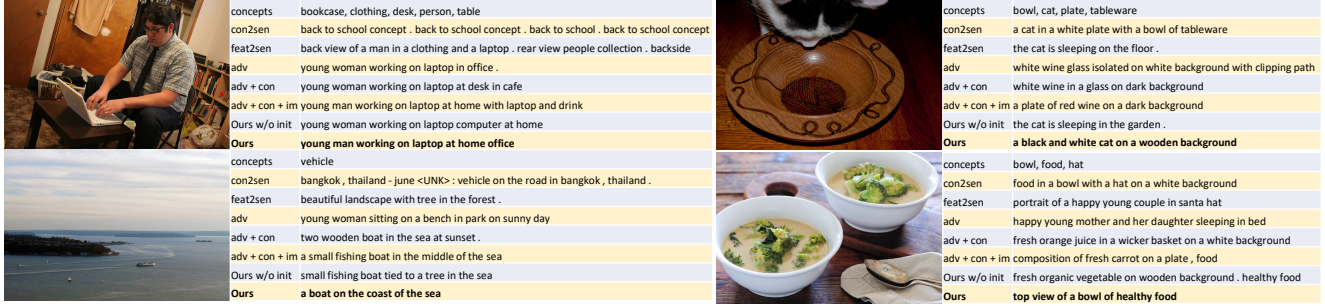 concepts bookcase, clothing, desk, person, table
con2sen back to school concept . back to school concept . back to school . back to school concept
feat2sen back view of a man in a clothing and a laptop . rear view people collection . backside
adv young woman working on laptop in office .
adv + con young woman working on laptop at desk in cafe
adv + con + im young man working on laptop at home with laptop and drink
Ours w/o init young woman working on laptop computer at home
Ours young man working on laptop at home office
concepts vehicle
con2sen bangkok , thailand - june <UNK> : vehicle on the road in bangkok , thailand .
feat2sen beautiful landscape with tree in the forest .
adv young woman sitting on a bench in park on sunny day
adv + con two wooden boat in the sea at sunset .
adv + con + im a small fishing boat in the middle of the sea
Ours w/o init small fishing boat tied to a tree in the sea
Ours a boat on the coast of the sea
concepts bowl, cat, plate, tableware
con2sen a cat in a white plate with a bowl of tableware
feat2sen the cat is sleeping on the floor .
adv white wine glass isolated on white background with clipping path
adv + con white wine in a glass on dark background
adv + con + im a plate of red wine on a dark background
Ours w/o init the cat is sleeping in the garden .
Ours a black and white cat on a wooden background
concepts bowl, food, hat
con2sen food in a bowl with a hat on a white background
feat2sen portrait of a happy young couple in santa hat
adv happy young mother and her daughter sleeping in bed
adv + con fresh orange juice in a wicker basket on a white background
adv + con + im composition of fresh carrot on a plate , food
Ours w/o init fresh organic vegetable on wooden background . healthy food
Ours top view of a bowl of healthy food